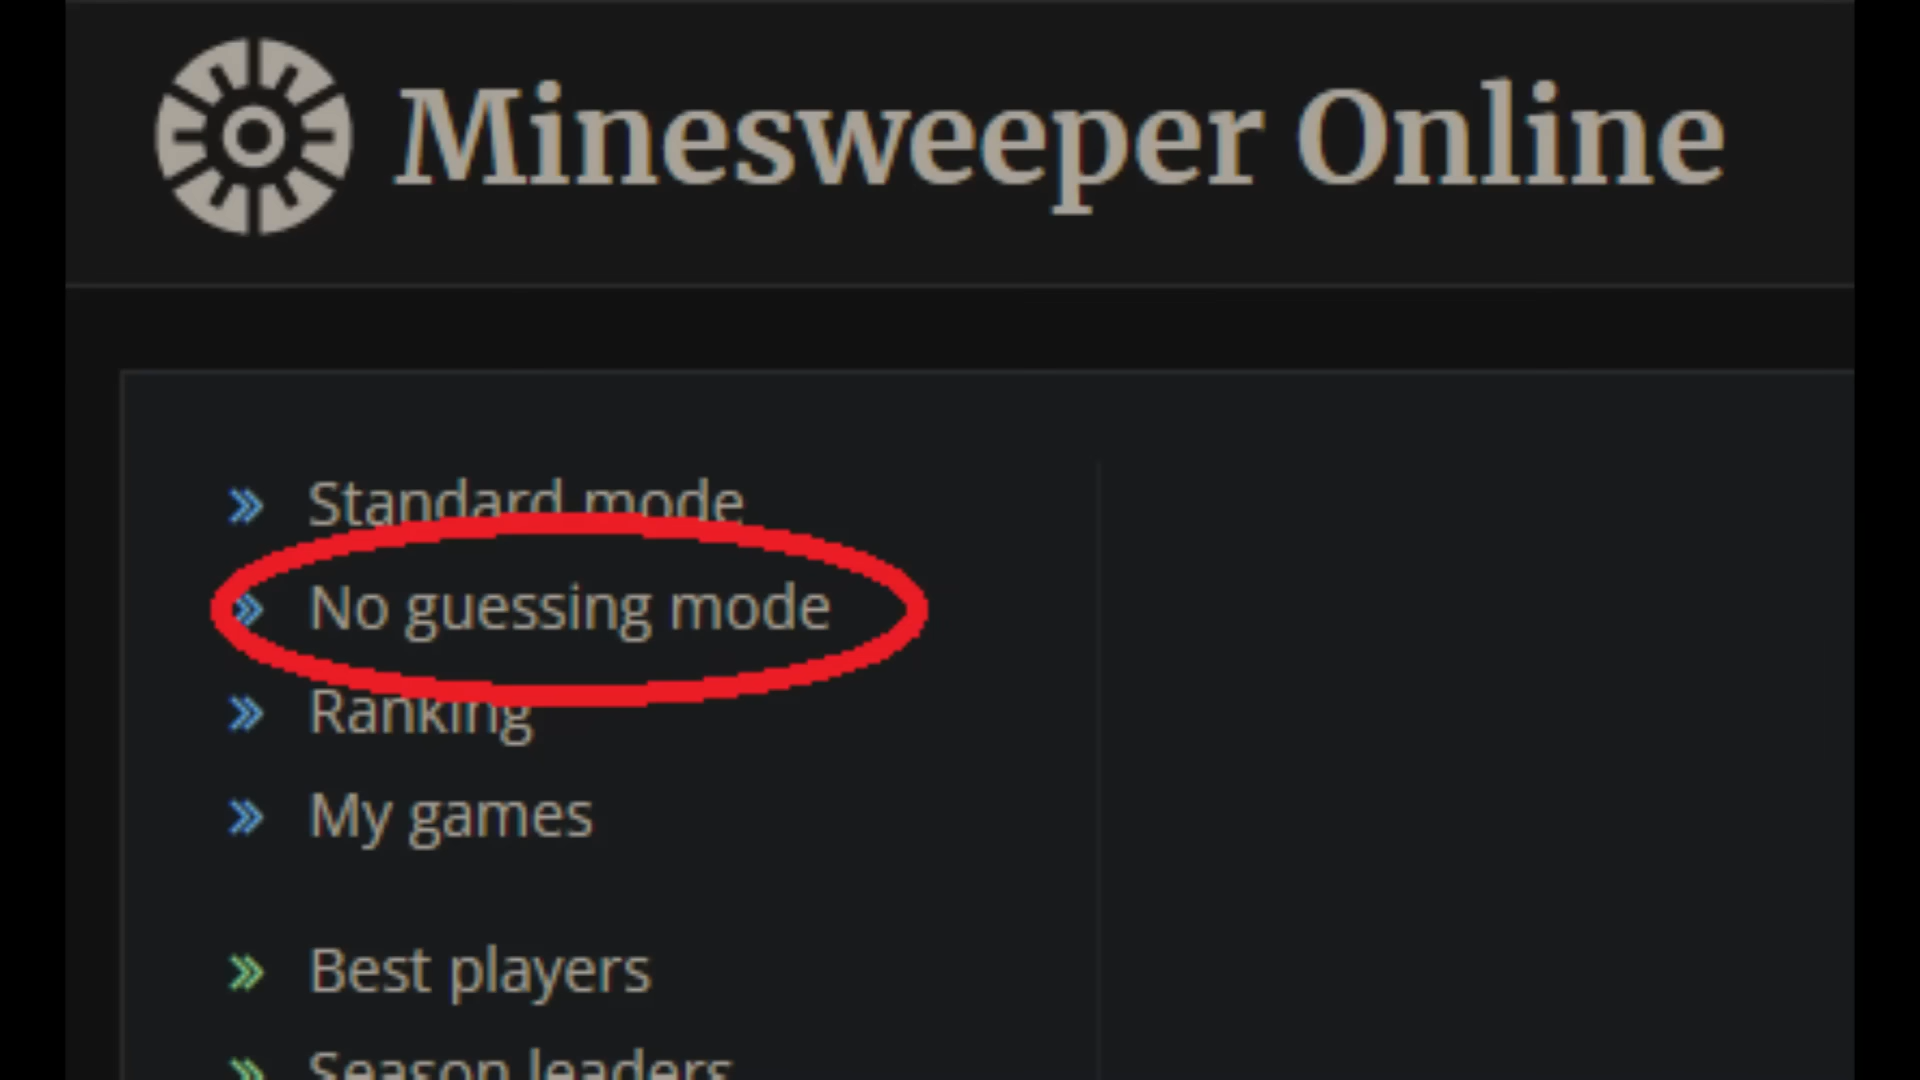 Minesweeper Online
Standard mode
No guessing mode
Ranking
My games
Best players
Season leaders